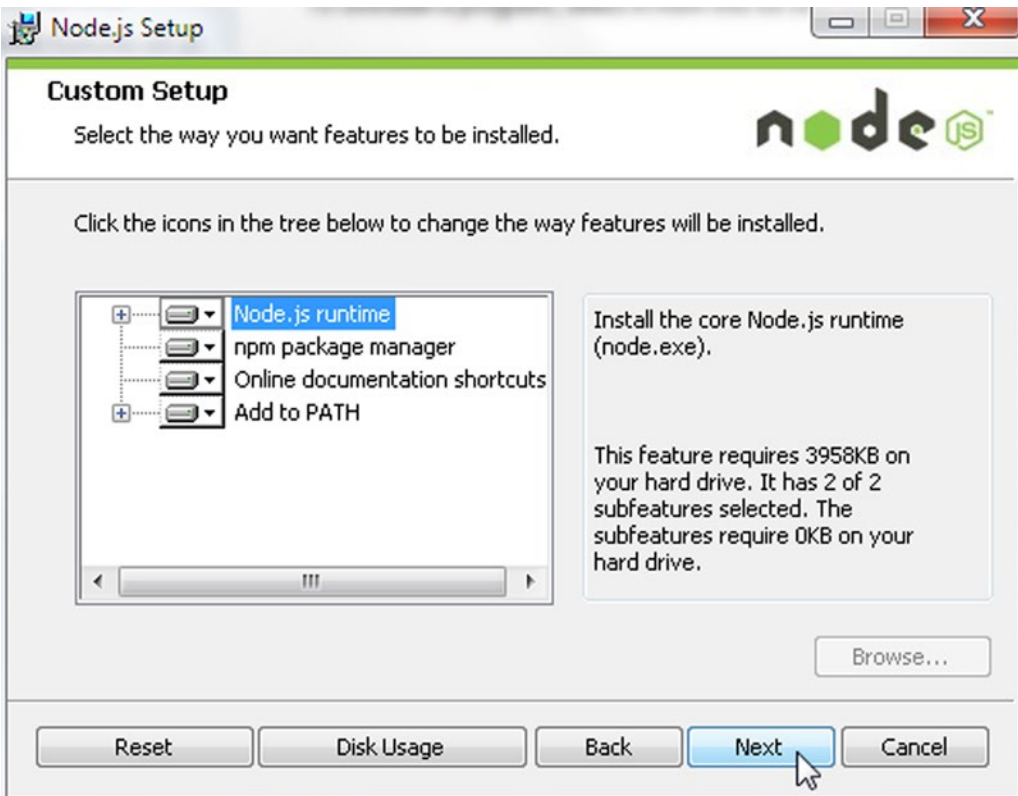 Node.js Setup
Custom Setup
Select the way you want features to be installed.
node JS ™
Click the icons in the tree below to change the way features will be installed.
Node.js runtime
npm package manager
Online documentation shortcuts
Add to PATH
Install the core Node.js runtime
(node.exe).
This feature requires 3958KB on
your hard drive. It has 2 of 2
subfeatures selected. The
subfeatures require 0KB on your
hard drive.
Browse...
Reset
Disk Usage
Back
Next
Cancel